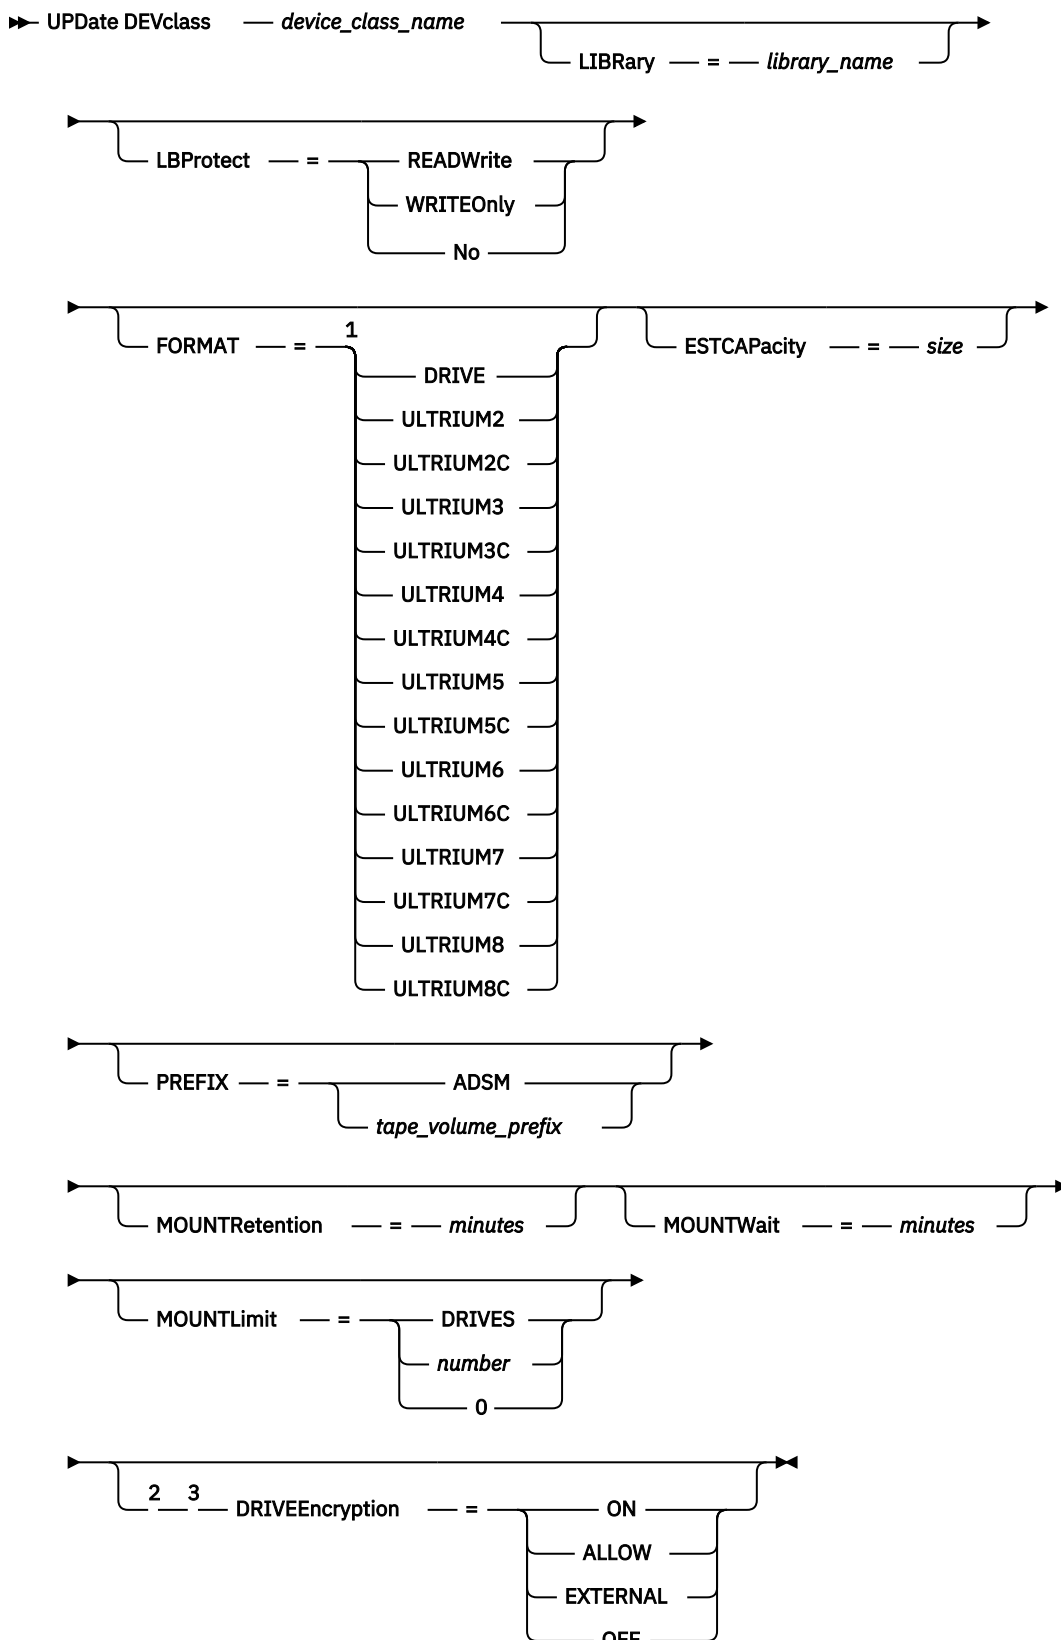 UPDate DEVclass device_class_name
LIBRary = library_name
LBProtect = READWrite
WRITEOnly
No
FORMAT = 1
DRIVE
ULTRIUM2
ULTRIUM2C
ULTRIUM3
ULTRIUM3C
ULTRIUM4
ULTRIUM4C
ULTRIUM5
ULTRIUM5C
ULTRIUM6
ULTRIUM6C
ULTRIUM7
ULTRIUM7C
ULTRIUM8
ULTRIUM8C
ESTCAPacity = size
PREFIX = ADSM
tape_volume_prefix
MOUNTRetention = minutes
MOUNTWait = minutes
MOUNTLimit = DRIVES
number
0
2 3 DRIVEEncryption = ON
ALLOW
EXTERNAL
OFF